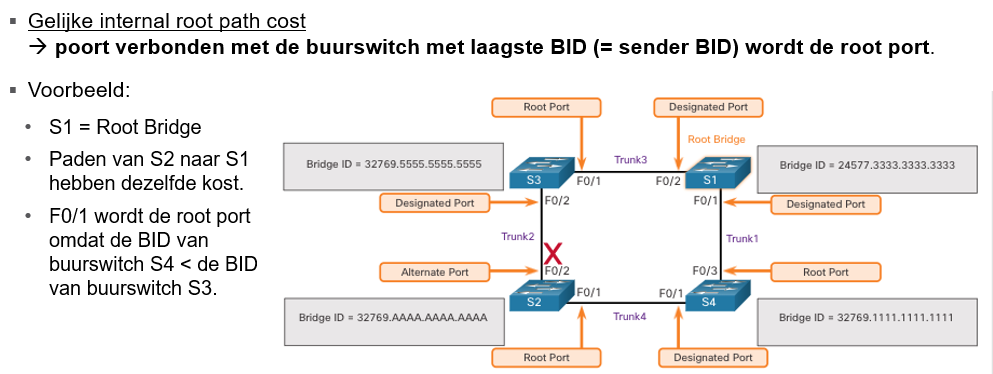 Gelijke internal root path cost
→ poort verbonden met de buurswitch met laagste BID (= sender BID) wordt de root port.
Voorbeeld:
S1 = Root Bridge
Paden van S2 naar S1
hebben dezelfde kost.
F0/1 wordt de root port
omdat de BID van
buurswitch S4 < de BID
van buurswitch S3.
Root Port
Designated Port
Root Bridge
Bridge ID = 32769.5555.5555.5555
Trunk3
Bridge ID = 24577.3333.3333.3333
S3
F0/1
F0/2
S1
Designated Port
F0/2
F0/1
Designated Port
Trunk2
Trunk1
X
Alternate Port
F0/2
F0/3
Root Port
S2
F0/1
F0/1
S4
Bridge ID = 32769.AAAA.AAAA.AAAA
Trunk4
Bridge ID = 32769.1111.1111.1111
Root Port
Designated Port